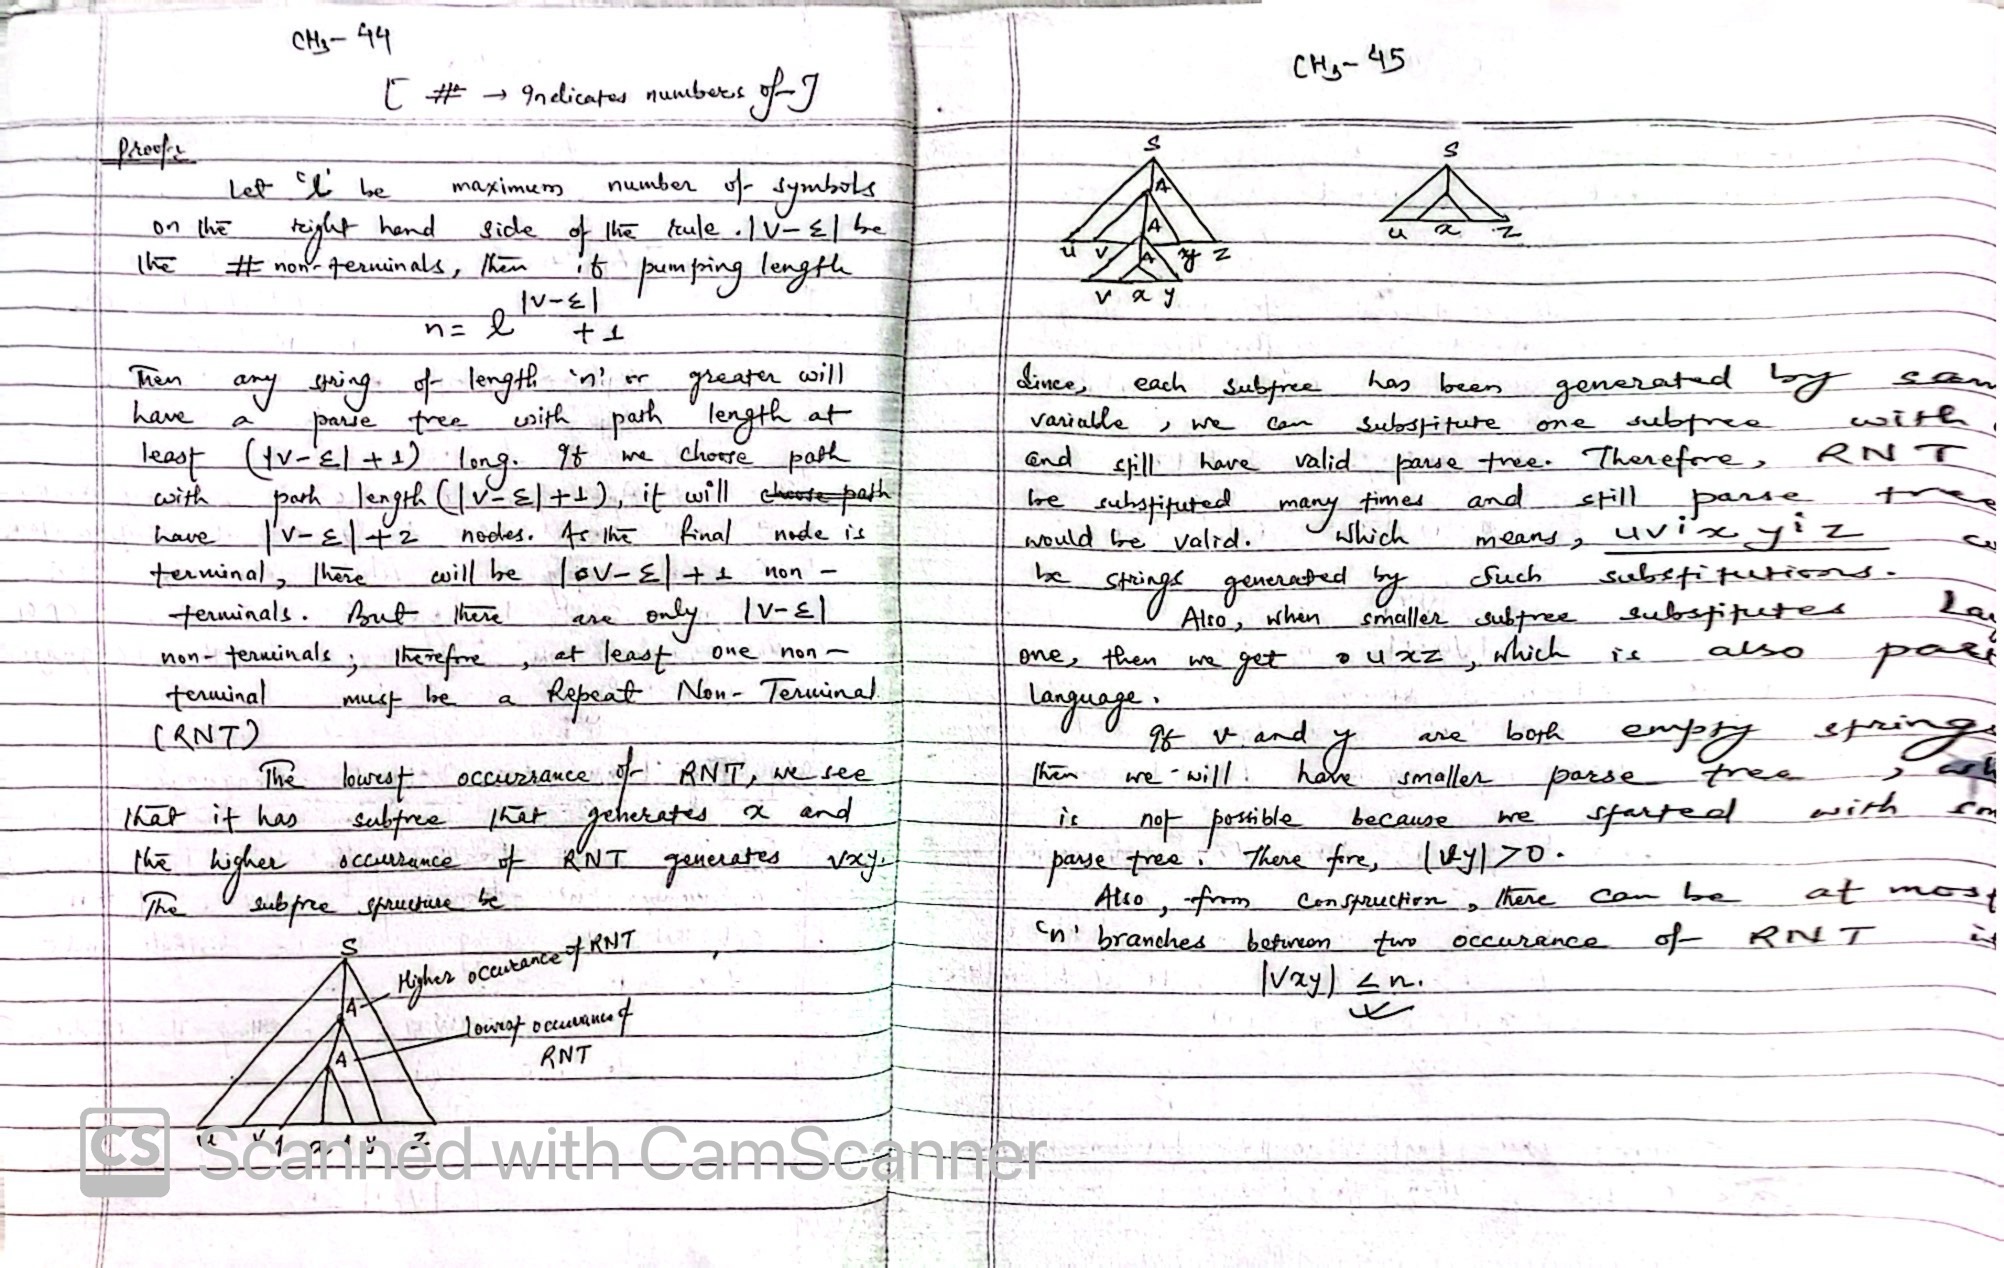 CH3- 44
[ # → Indicates numbers of ]
Proof:
Let 'l' be maximum number of symbols
on the right hand side of the rule. |V-Σ| be
the # non-terminals, then if pumping length
n = l^|V-Σ| + 1
Then any string of length 'n' or greater will
have a parse tree with path length at
least (|V-Σ|+1) long. If we choose path
with path length (|V-Σ|+1), it will choose path
have |V-Σ|+2 nodes. As the final node is
terminal, there will be |V-Σ|+1 non-
terminals. But there are only |V-Σ|
non-terminals; therefore, at least one non-
terminal must be a Repeat Non-Terminal
(RNT)
The lowest occurrance of RNT, we see
that it has subtree that generates x and
the higher occurrance of RNT generates vxy.
The subtree structure be
S
Higher occurance of RNT
A
Lowest occurance of
RNT
A
u v x y z
CH3- 45
S
A
A
u v y z
A
v x y
S
u x z
Since, each subtree has been generated by
variable, we can substitute one subtree with
and still have valid parse tree. Therefore, RNT
be substituted many times and still parse tree
would be valid. Which means, uv^i x y^i z
be strings generated by such substitutions.
Also, when smaller subtree substitutes
one, then we get uxz, which is also
language.
If v and y are both empty strings
then we will have smaller parse tree,
is not possible because we started with
parse tree. There fore, |vy|>0.
Also, from construction, there can be at most
'n' branches between two occurance of RNT
|vxy| ≤ n.
Scanned with CamScanner
CS